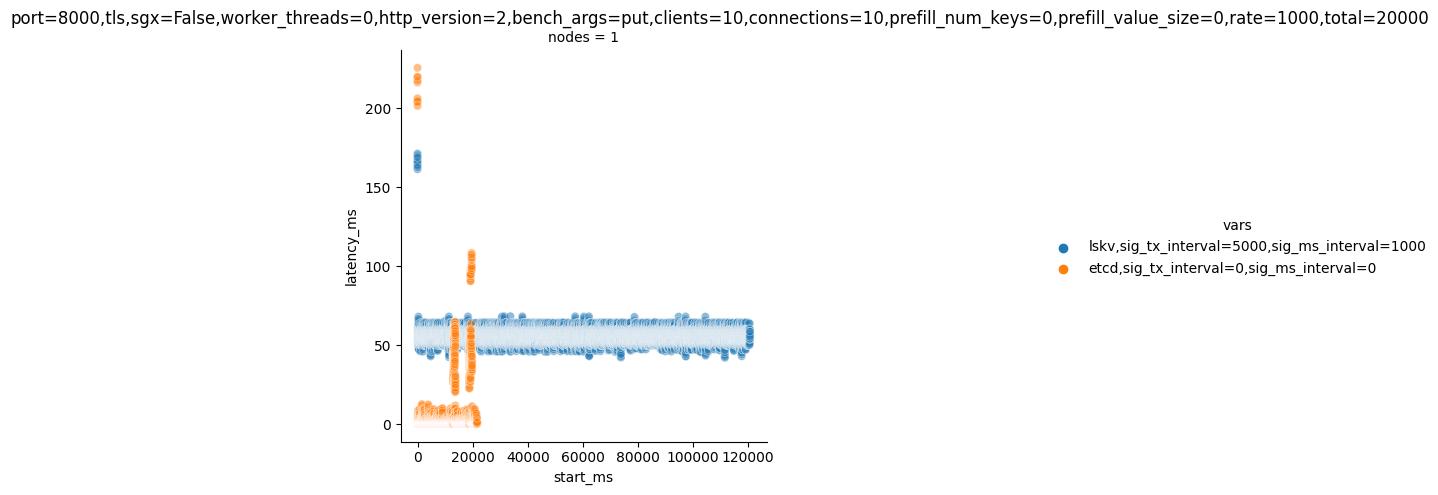 port=8000,tls,sgx=False,worker_threads=0,http_version=2,bench_args=put,clients=10,connections=10,prefill_num_keys=0,prefill_value_size=0,rate=1000,total=20000
nodes = 1
200
150
100
50
0
latency_ms
0 20000 40000 60000 80000 100000 120000
start_ms
vars
lskv,sig_tx_interval=5000,sig_ms_interval=1000
etcd,sig_tx_interval=0,sig_ms_interval=0